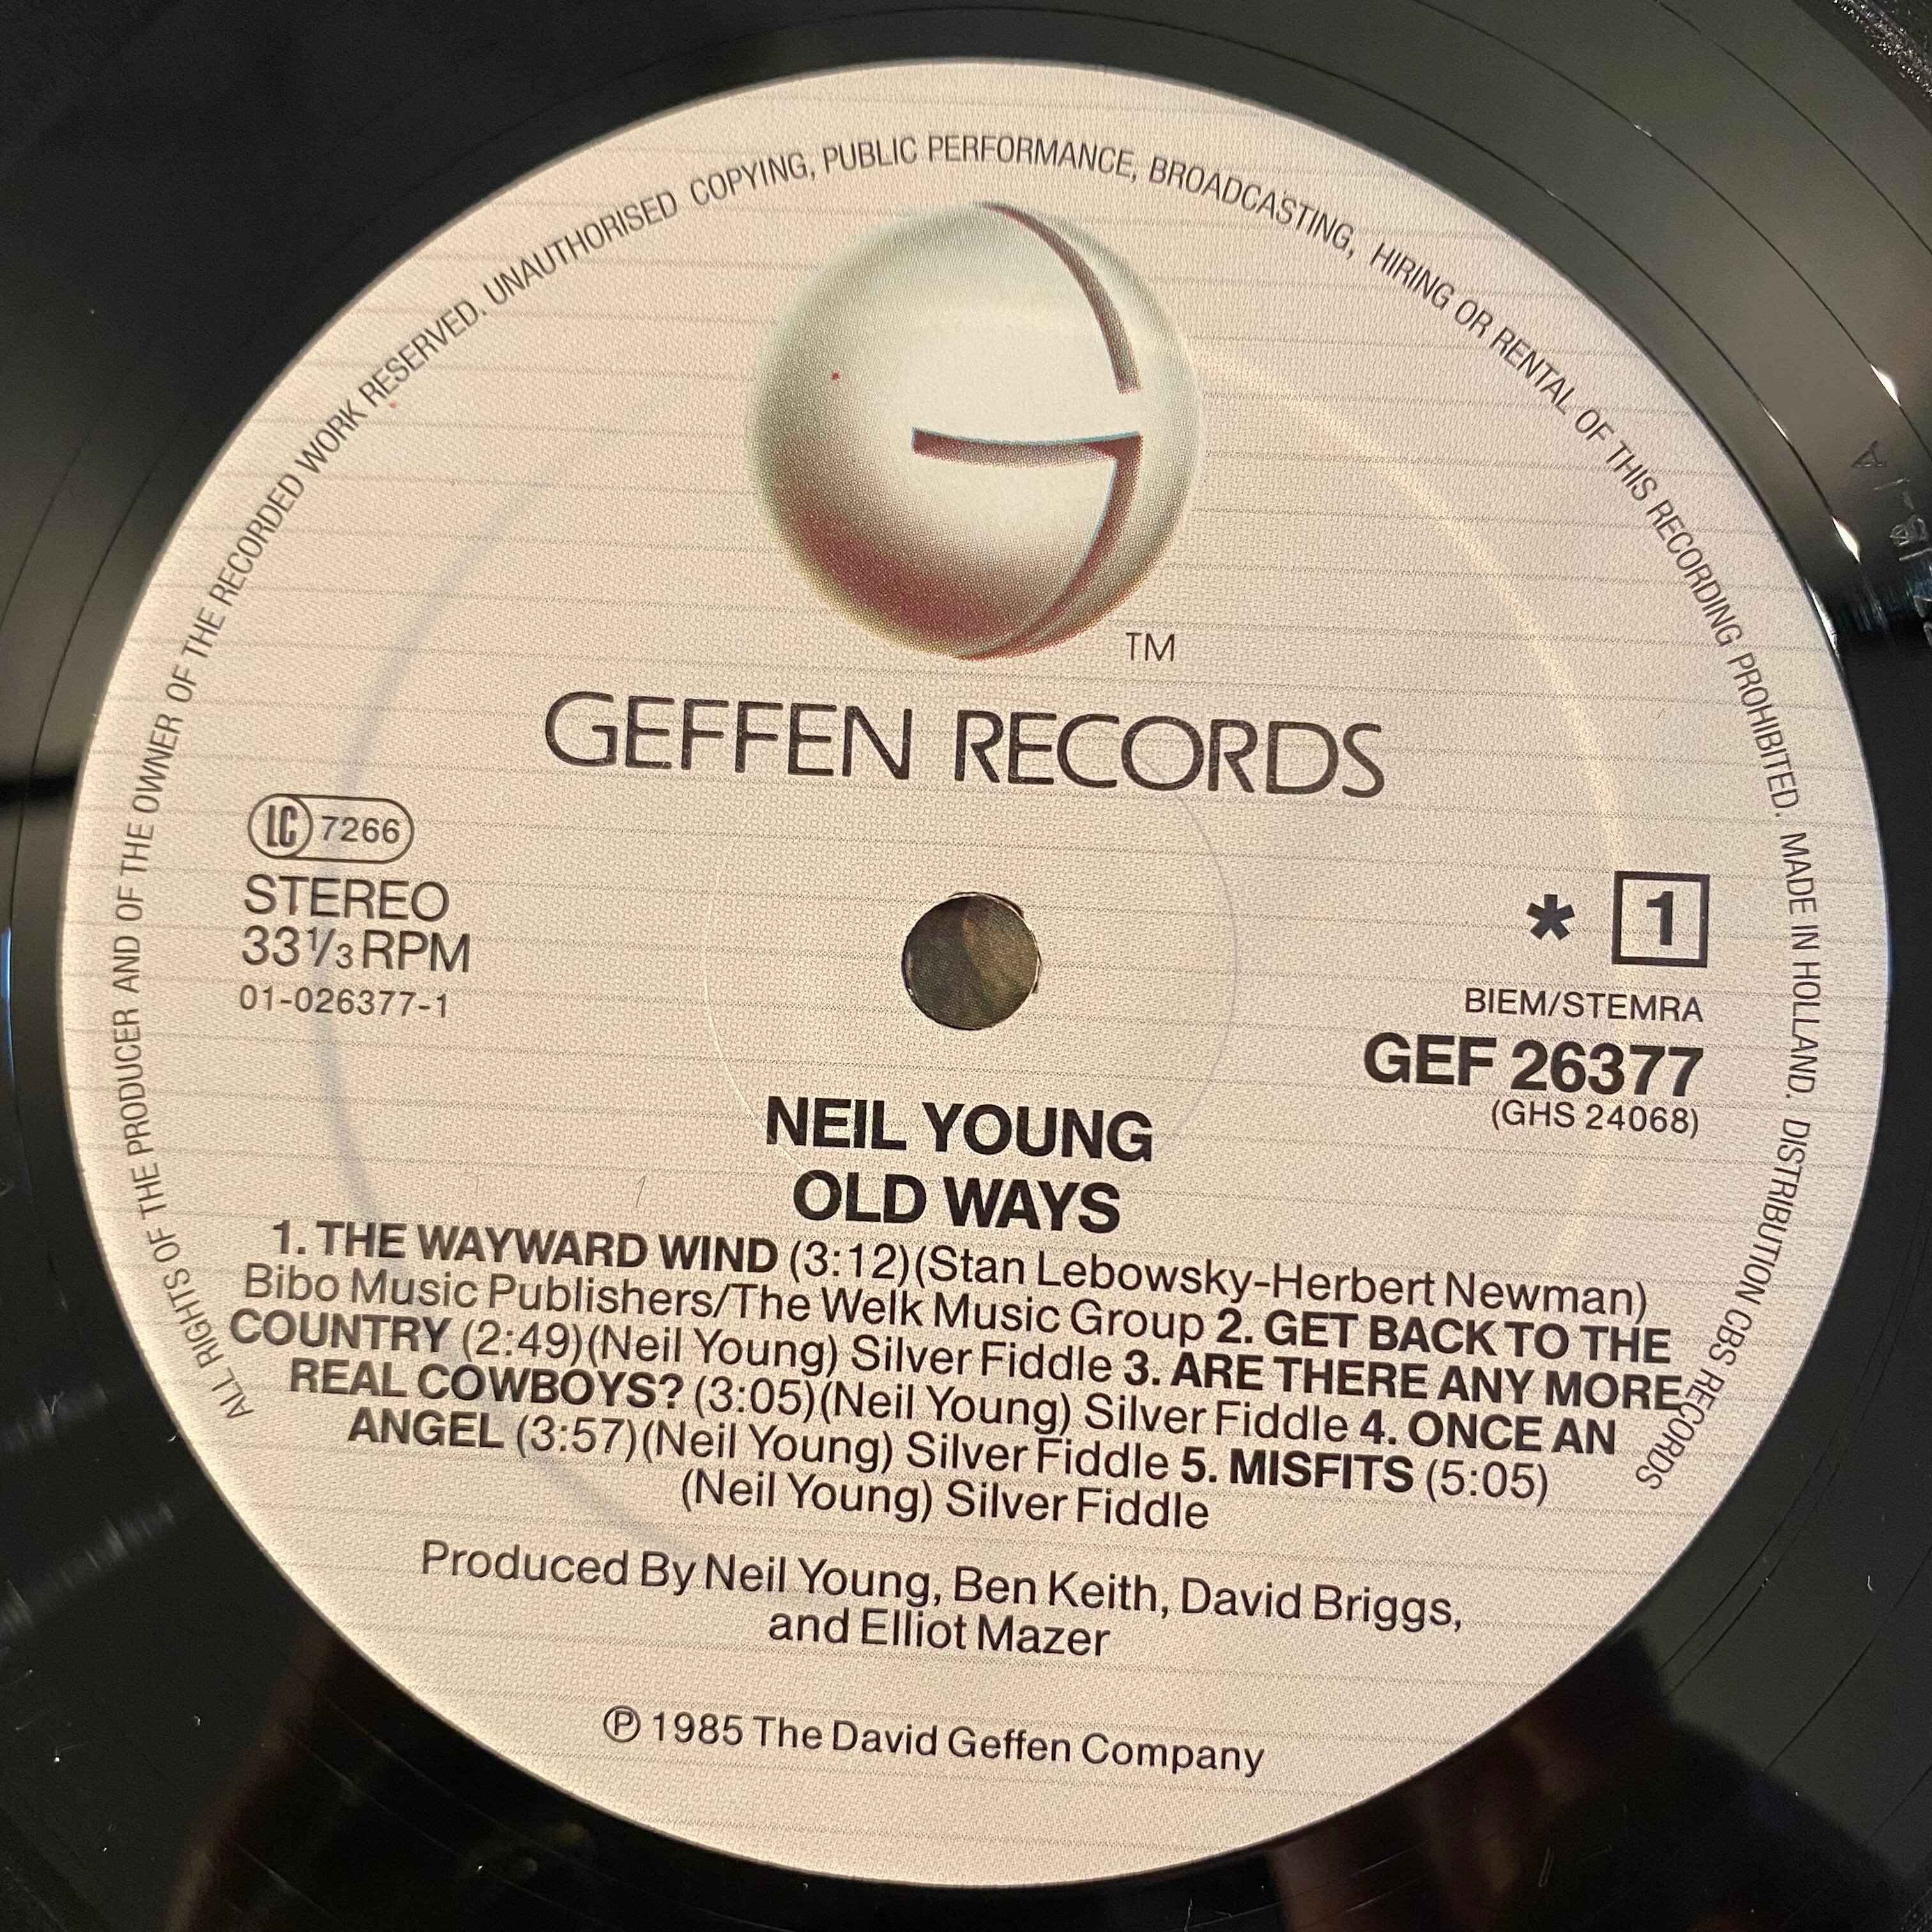 ALL RIGHTS OF THE PRODUCER AND OF THE OWNER OF THE RECORDED WORK RESERVED. UNAUTHORISED COPYING, PUBLIC PERFORMANCE, BROADCASTING, HIRING OR RENTAL OF THIS RECORDING PROHIBITED. MADE IN HOLLAND. DISTRIBUTION CBS RECORDS
TM
GEFFEN RECORDS
LC 7266
STEREO
33⅓ RPM
01-026377-1
* 1
BIEM/STEMRA
GEF 26377
(GHS 24068)
NEIL YOUNG
OLD WAYS
1. THE WAYWARD WIND (3:12)(Stan Lebowsky-Herbert Newman)
Bibo Music Publishers/The Welk Music Group 2. GET BACK TO THE
COUNTRY (2:49)(Neil Young) Silver Fiddle 3. ARE THERE ANY MORE
REAL COWBOYS? (3:05)(Neil Young) Silver Fiddle 4. ONCE AN
ANGEL (3:57)(Neil Young) Silver Fiddle 5. MISFITS (5:05)
(Neil Young) Silver Fiddle
Produced By Neil Young, Ben Keith, David Briggs,
and Elliot Mazer
℗ 1985 The David Geffen Company